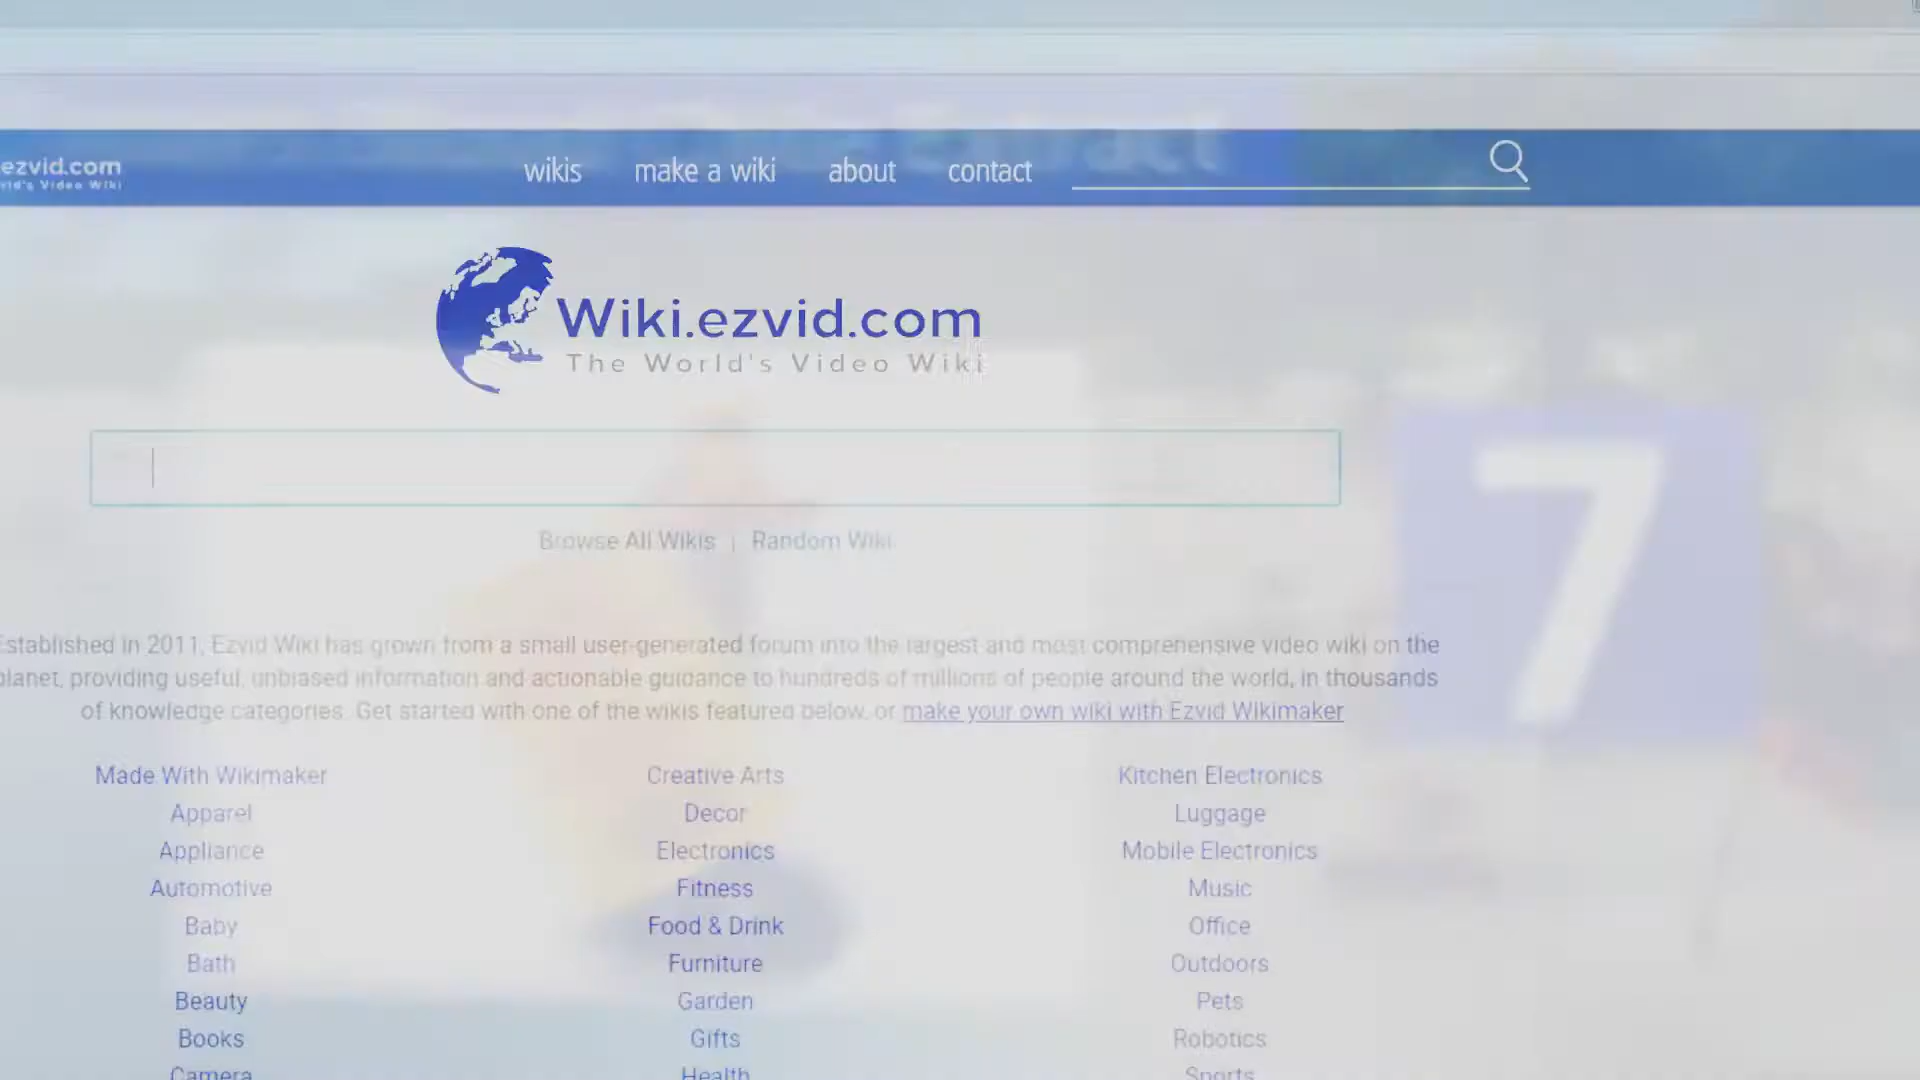 ezvid.com
wikis make a wiki about contact
Extract
Wiki.ezvid.com
The World's Video Wiki
7
Browse All Wikis | Random Wiki
Established in 2011, Ezvid Wiki has grown from a small user-generated forum into the largest and most comprehensive video wiki on the
planet, providing useful, unbiased information and actionable guidance to hundreds of millions of people around the world, in thousands
of knowledge categories. Get started with one of the wikis featured below, or make your own wiki with Ezvid Wikimaker
Made With Wikimaker Creative Arts Kitchen Electronics
Apparel Decor Luggage
Appliance Electronics Mobile Electronics
Automotive Fitness Music
Baby Food & Drink Office
Bath Furniture Outdoors
Beauty Garden Pets
Books Gifts Robotics
Camera Health Sports